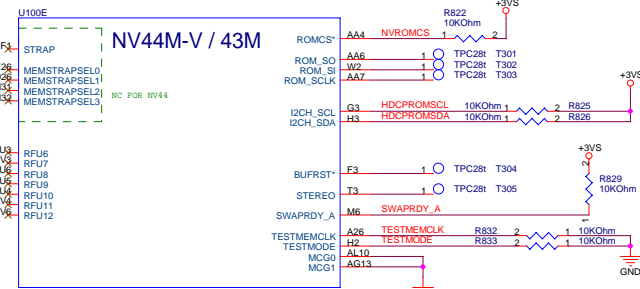 U100E
R822
+3VS
10KOhm
NV44M-V / 43M
ROMCS* AA4 NVROMCS 1 2
STRAP
ROM_SO AA6 1 TPC28t T301
MEMSTRAPSEL0 ROM_SI W2 1 TPC28t T302
MEMSTRAPSEL1 ROM_SCLK AA7 1 TPC28t T303
MEMSTRAPSEL2 NC FOR NV44
MEMSTRAPSEL3
+3VS
I2CH_SCL G3 HDCPROMSCL 10KOhm 1 2 R825
I2CH_SDA H3 HDCPROMSDA 10KOhm 1 2 R826
RFU6
RFU7
RFU8
RFU9
RFU10
RFU11
RFU12
+3VS
BUFRST* F3 1 TPC28t T304
2
R829
10KOhm
STEREO T3 1 TPC28t T305
SWAPRDY_A M6 SWAPRDY_A 1
TESTMEMCLK A26 TESTMEMCLK R832 2 1 10KOhm
TESTMODE H2 TESTMODE R833 2 1 10KOhm
MCG0 AL10
MCG1 AG13
GND